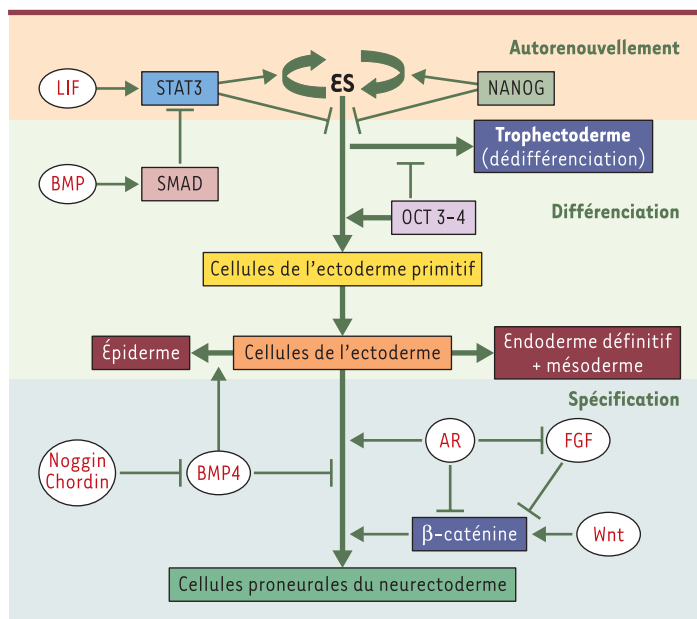 Autorenouvellement
LIF
STAT3
ES
NANOG
Trophectoderme
(dédifférenciation)
BMP
SMAD
OCT 3-4
Différenciation
Cellules de l'ectoderme primitif
Épiderme
Cellules de l'ectoderme
Endoderme définitif
+ mésoderme
Spécification
Noggin
Chordin
BMP4
AR
FGF
β-caténine
Wnt
Cellules proneurales du neurectoderme